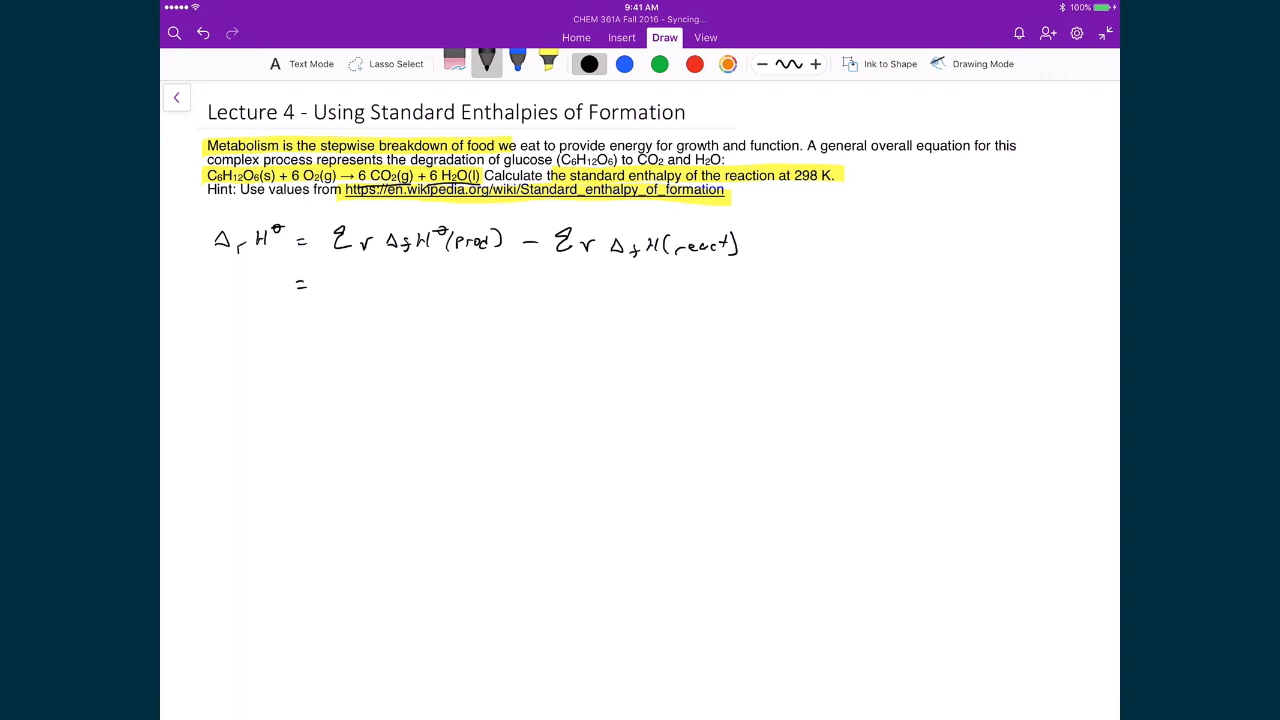 9:41 AM
100%
CHEM 361A Fall 2016 - Syncing...
Home Insert Draw View
A Text Mode Lasso Select Ink to Shape Drawing Mode
Lecture 4 - Using Standard Enthalpies of Formation
Metabolism is the stepwise breakdown of food we eat to provide energy for growth and function. A general overall equation for this
complex process represents the degradation of glucose (C₆H₁₂O₆) to CO₂ and H₂O:
C₆H₁₂O₆(s) + 6 O₂(g) → 6 CO₂(g) + 6 H₂O(l) Calculate the standard enthalpy of the reaction at 298 K.
Hint: Use values from https://en.wikipedia.org/wiki/Standard_enthalpy_of_formation
Δ_r H^⦵ = Σ ν Δ_f H^⦵(prod) − Σ ν Δ_f H(react)
=